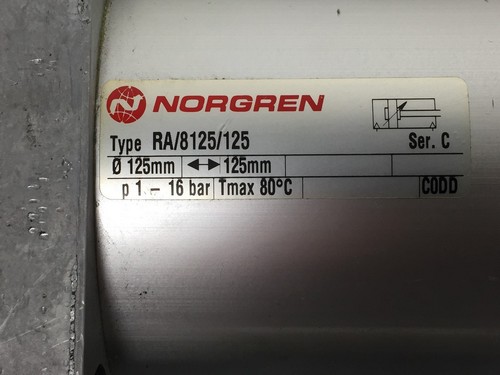 NORGREN
Type RA/8125/125 Ser. C
Ø 125mm ◄─► 125mm
p 1 – 16 bar Tmax 80°C CODD